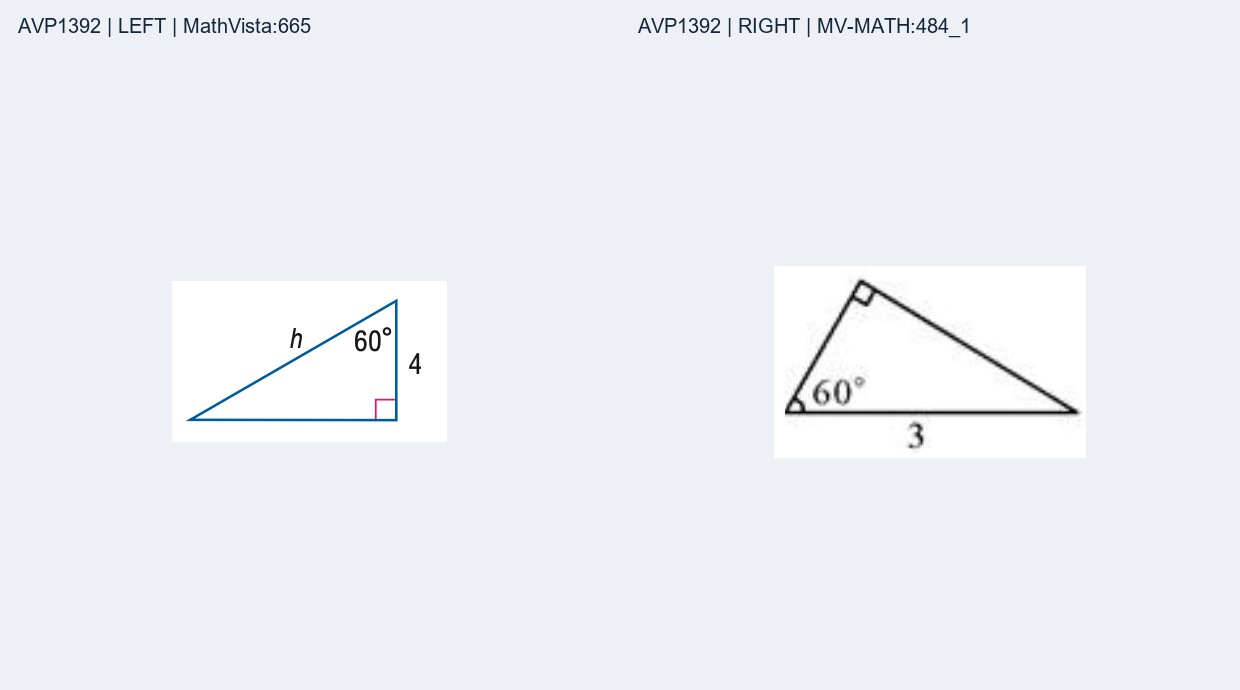 AVP1392 | LEFT | MathVista:665
AVP1392 | RIGHT | MV-MATH:484_1
h
60°
4
60°
3